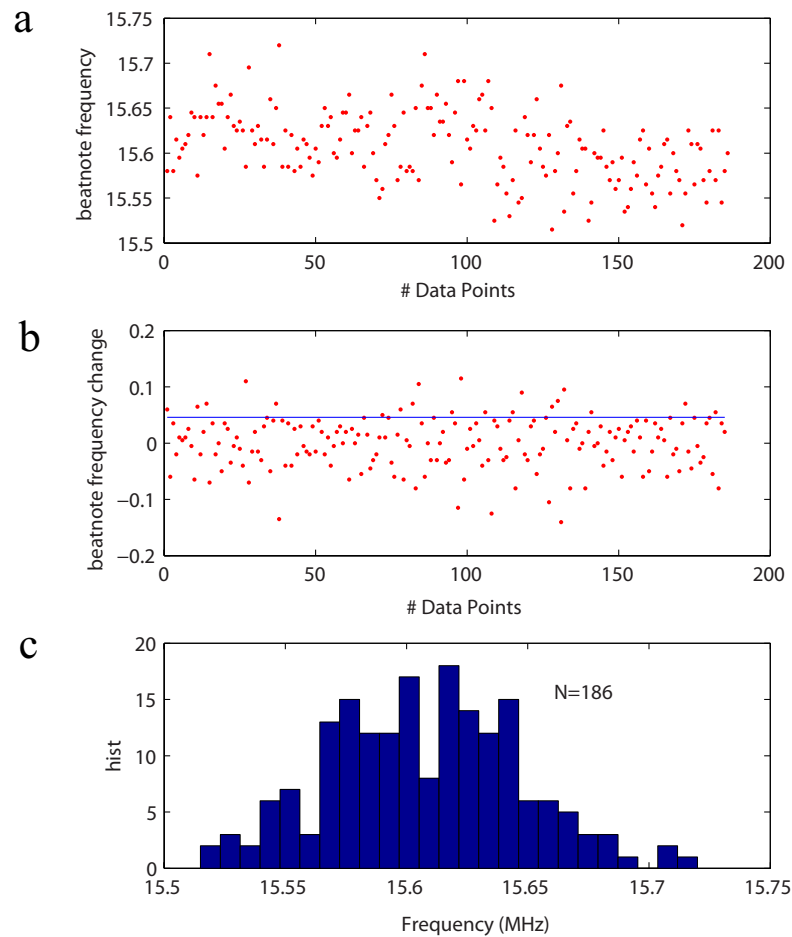 a
15.75
15.7
15.65
15.6
15.55
15.5
beatnote frequency
0 50 100 150 200
# Data Points
b
0.2
0.1
0
−0.1
−0.2
beatnote frequency change
0 50 100 150 200
# Data Points
c
20
15
10
5
0
hist
N=186
15.5 15.55 15.6 15.65 15.7 15.75
Frequency (MHz)